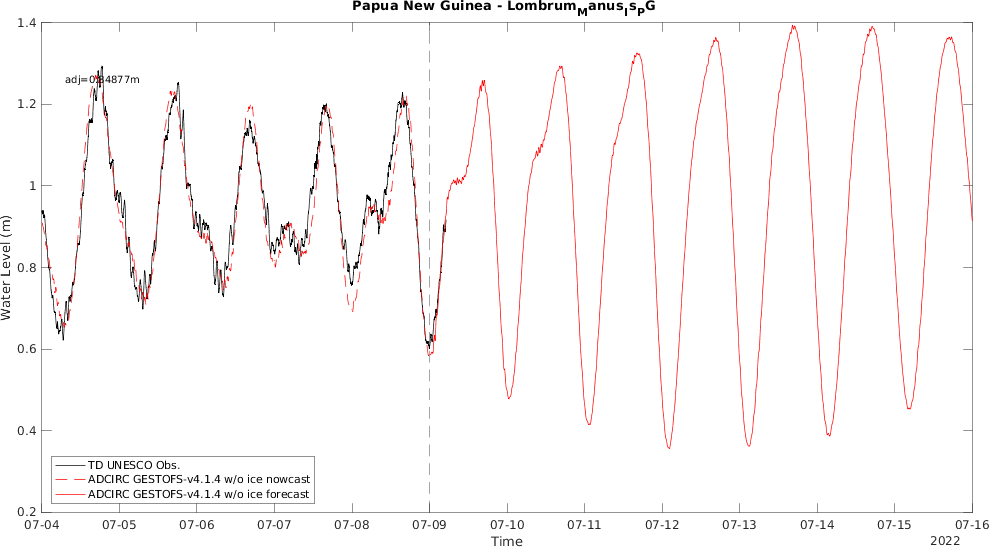 Papua New Guinea - LombrumManusIsPG
1.4
1.2
1
0.8
0.6
0.4
0.2
Water Level (m)
adj=0.84877m
TD UNESCO Obs.
ADCIRC GESTOFS-v4.1.4 w/o ice nowcast
ADCIRC GESTOFS-v4.1.4 w/o ice forecast
07-04 07-05 07-06 07-07 07-08 07-09 07-10 07-11 07-12 07-13 07-14 07-15 07-16
Time
2022